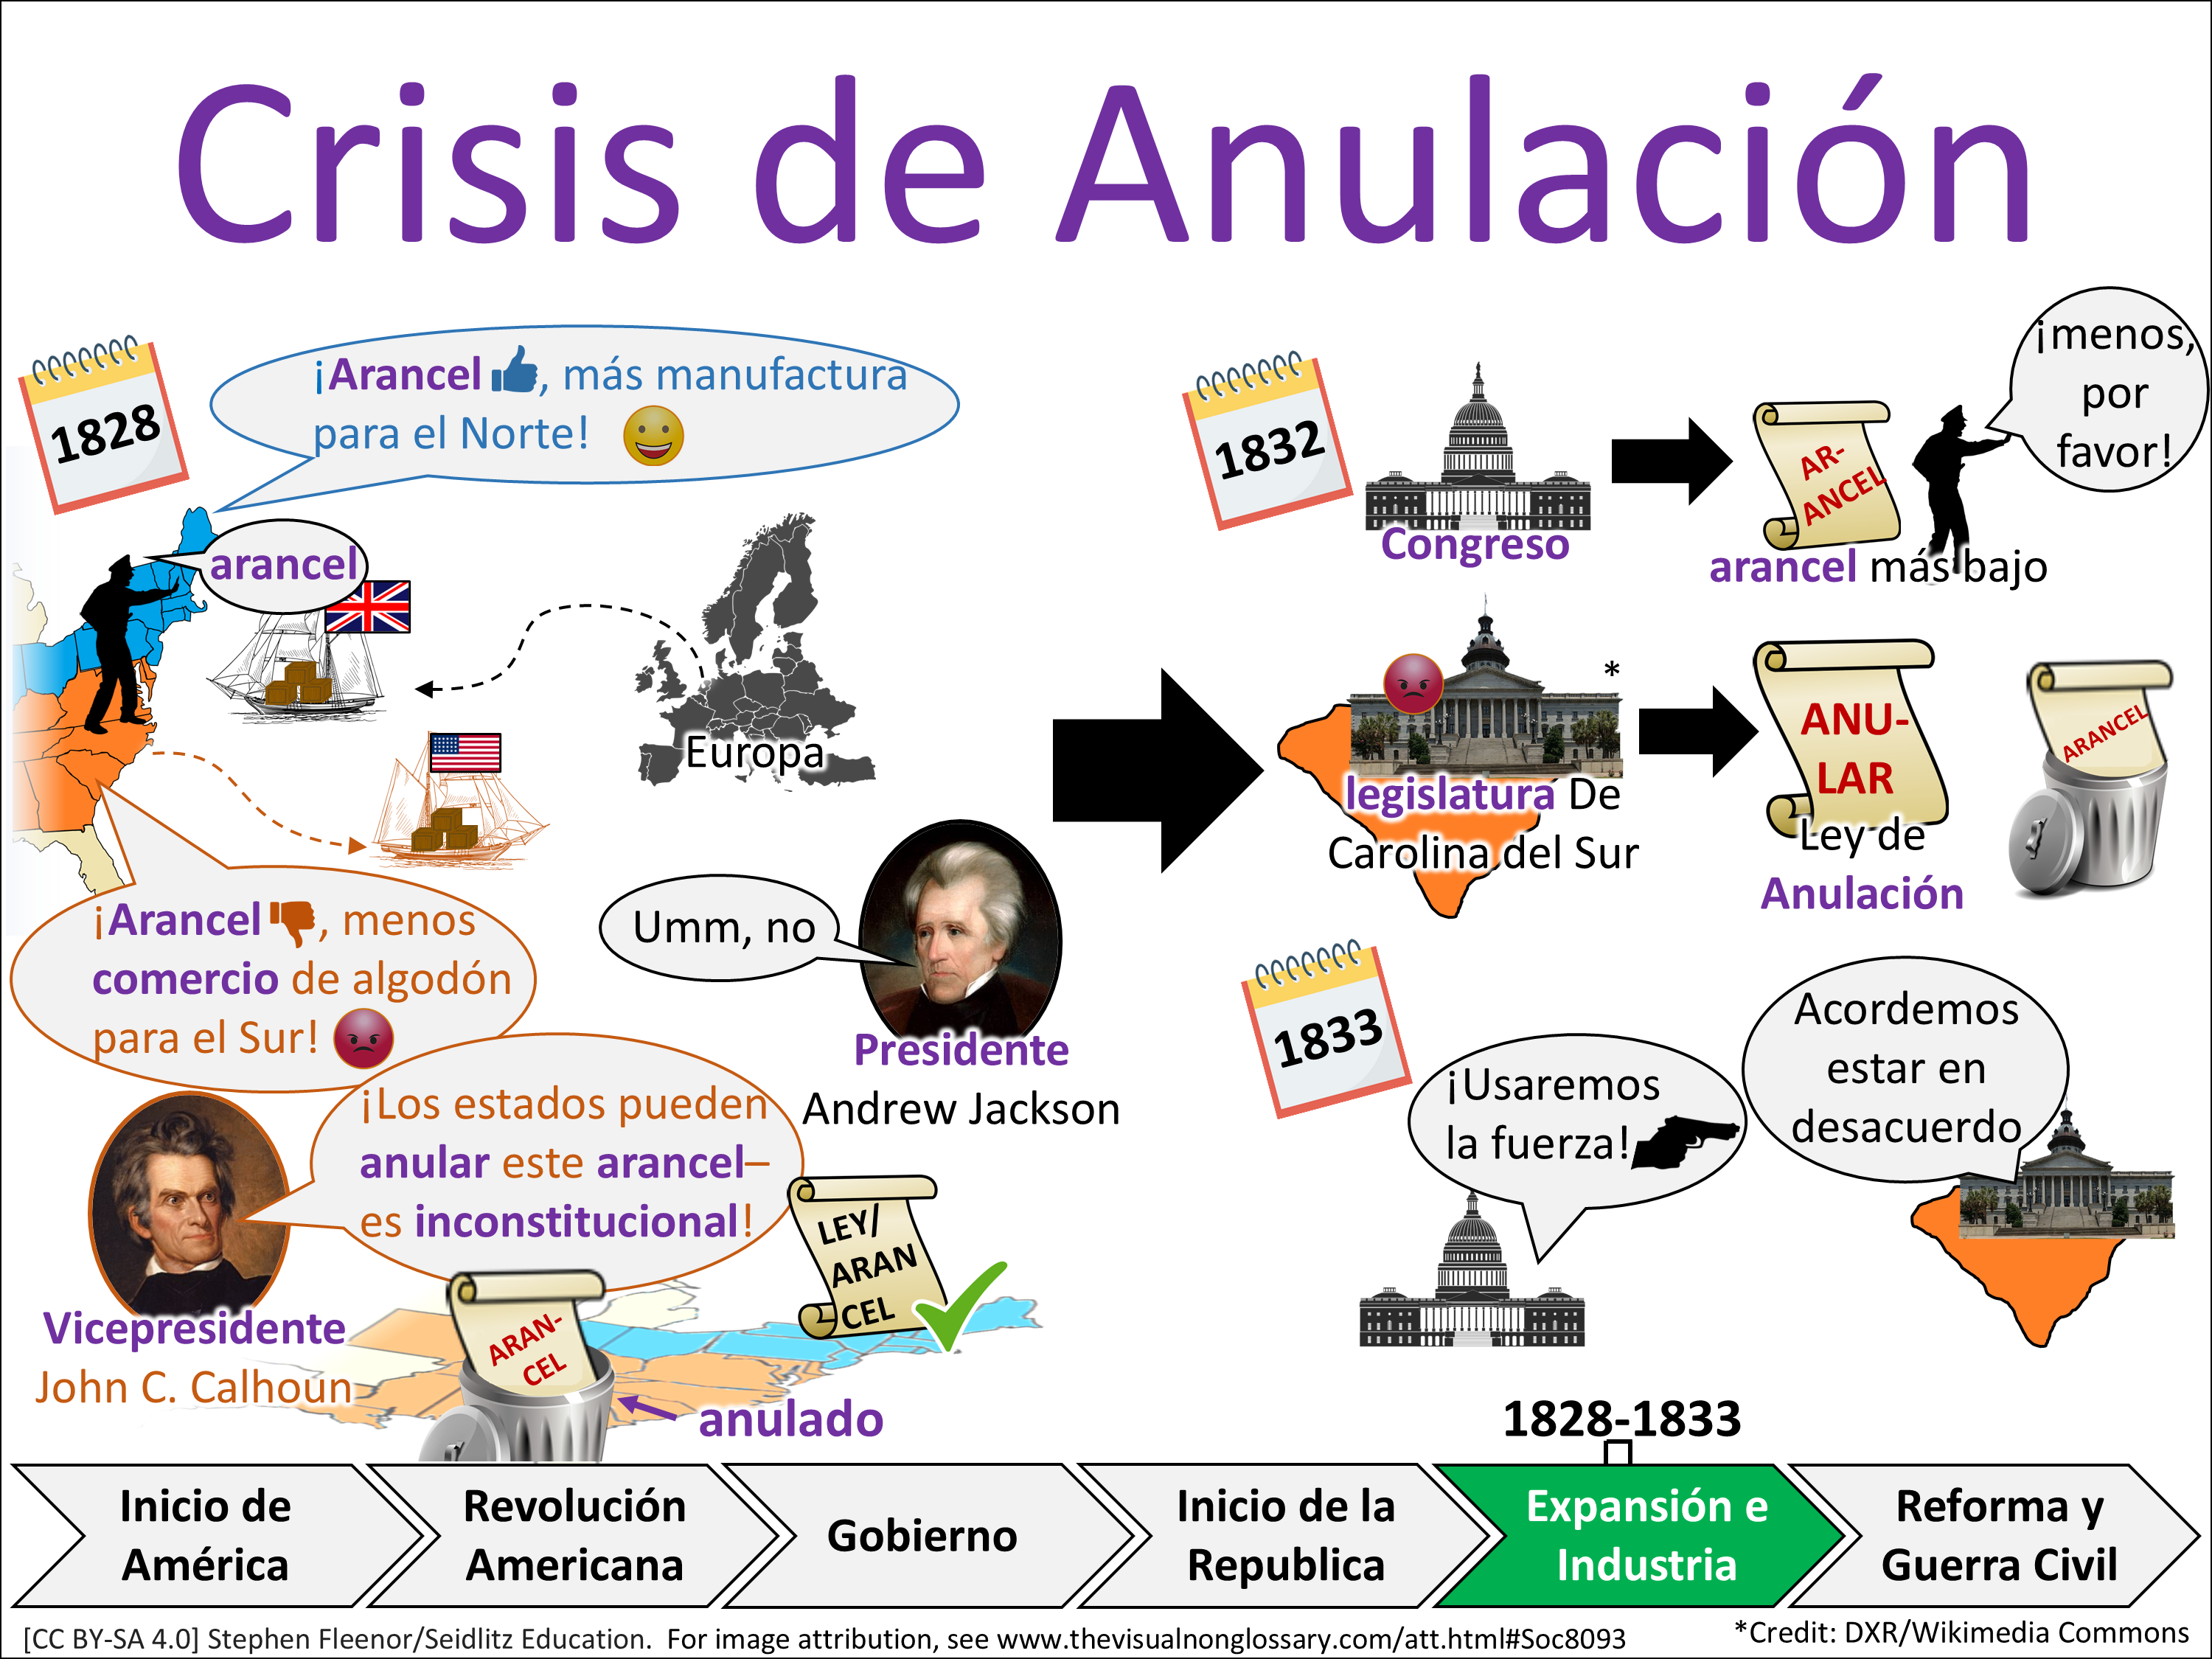 Crisis de Anulación
1828
¡Arancel, más manufactura
para el Norte!
arancel
Europa
¡Arancel, menos
comercio de algodón
para el Sur!
Umm, no
Presidente
Andrew Jackson
¡Los estados pueden
anular este arancel–
es inconstitucional!
Vicepresidente
John C. Calhoun
LEY/
ARAN
CEL
ARAN-
CEL
anulado
1832
Congreso
AR-
ANCEL
arancel más bajo
¡menos,
por
favor!
*
legislatura De
Carolina del Sur
ANU-
LAR
Ley de
Anulación
ARANCEL
1833
¡Usaremos
la fuerza!
Acordemos
estar en
desacuerdo
1828-1833
Inicio de
América
Revolución
Americana
Gobierno
Inicio de la
Republica
Expansión e
Industria
Reforma y
Guerra Civil
[CC BY-SA 4.0] Stephen Fleenor/Seidlitz Education. For image attribution, see www.thevisualnonglossary.com/att.html#Soc8093
*Credit: DXR/Wikimedia Commons